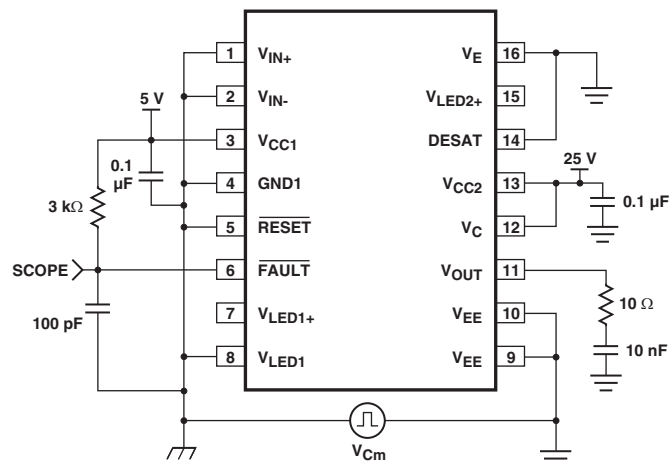 1 V_IN+
2 V_IN-
3 V_CC1
4 GND1
5 RESET
6 FAULT
7 V_LED1+
8 V_LED1
V_E 16
V_LED2+ 15
DESAT 14
V_CC2 13
V_C 12
V_OUT 11
V_EE 10
V_EE 9
5 V
0.1
µF
3 kΩ
SCOPE
100 pF
25 V
0.1 µF
10 Ω
10 nF
V_Cm